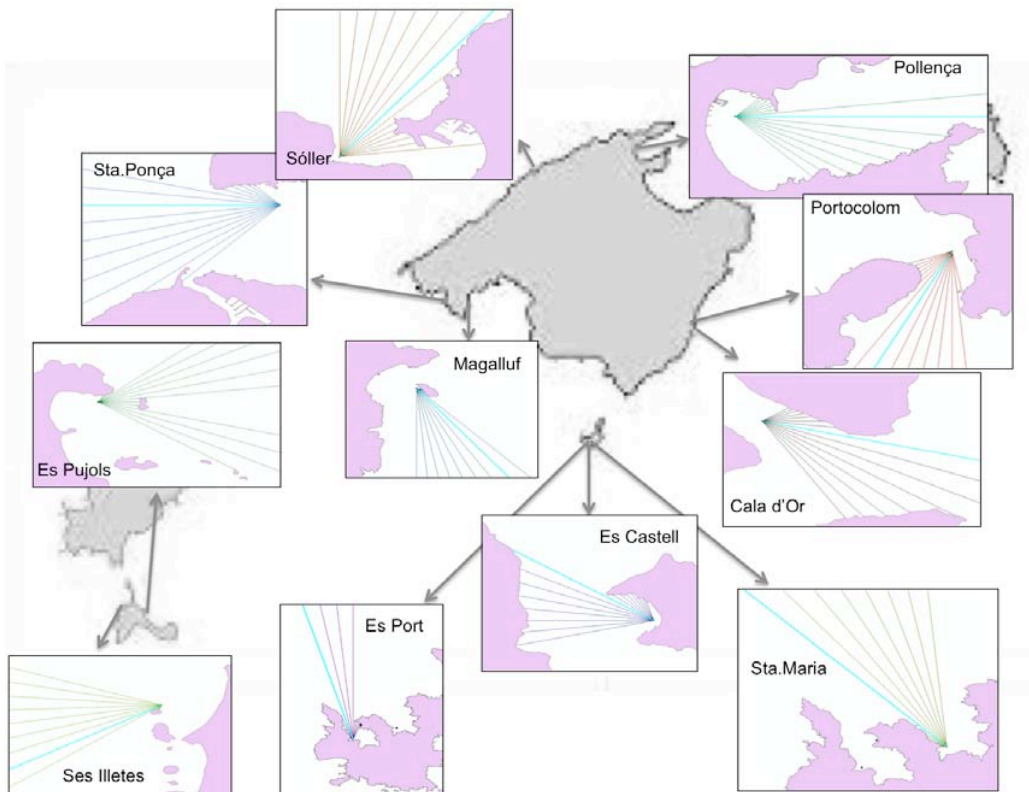 Pollença
Sóller
Sta.Ponça
Portocolom
Magalluf
Es Pujols
Cala d'Or
Es Castell
Es Port
Sta.Maria
Ses Illetes